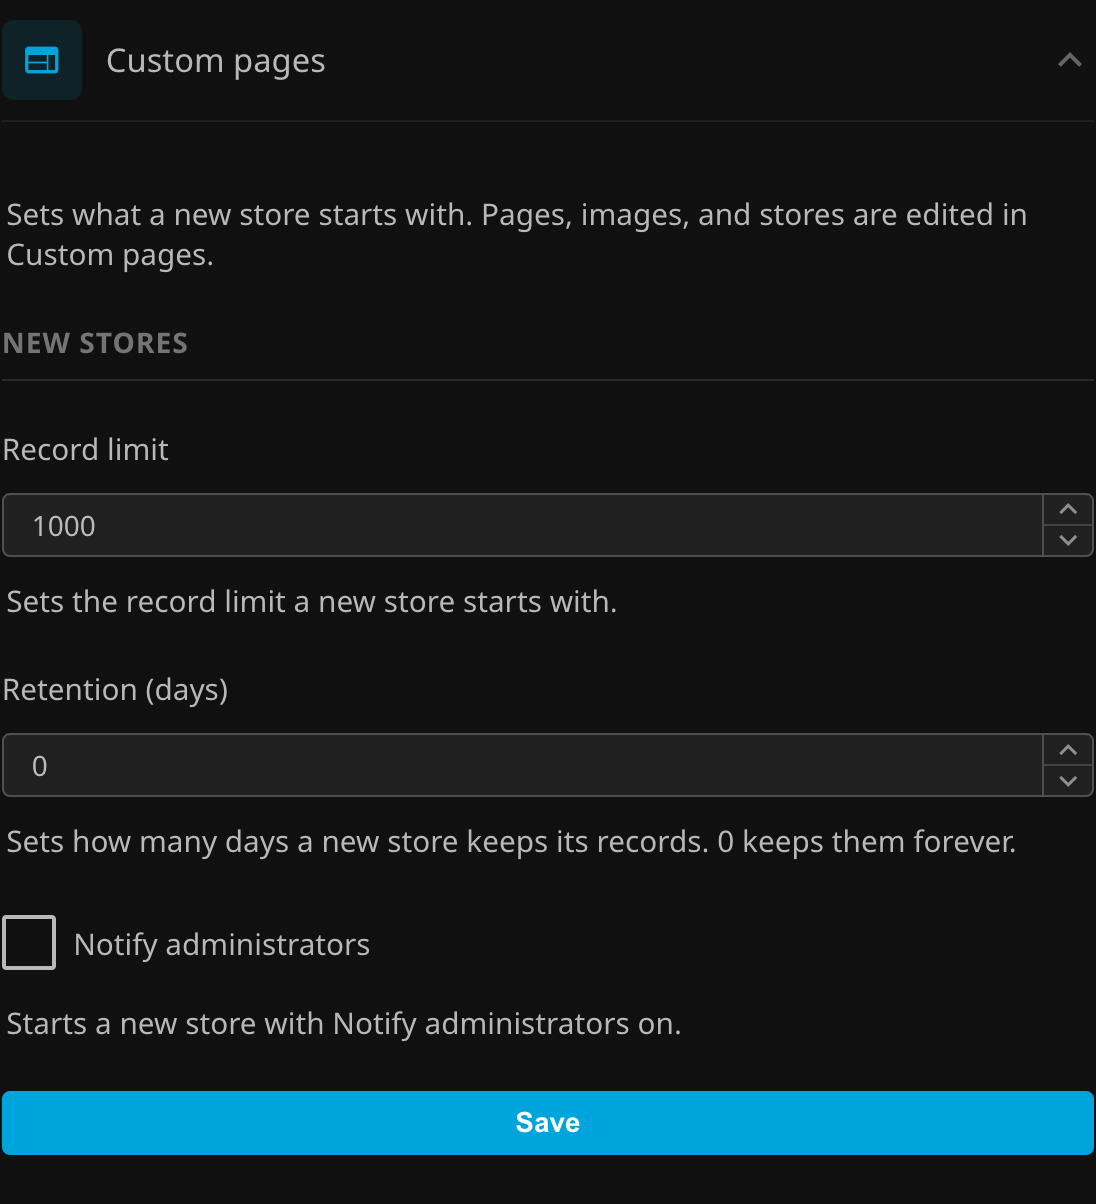 Custom pages
Sets what a new store starts with. Pages, images, and stores are edited in
Custom pages.
NEW STORES
Record limit
1000
Sets the record limit a new store starts with.
Retention (days)
0
Sets how many days a new store keeps its records. 0 keeps them forever.
Notify administrators
Starts a new store with Notify administrators on.
Save